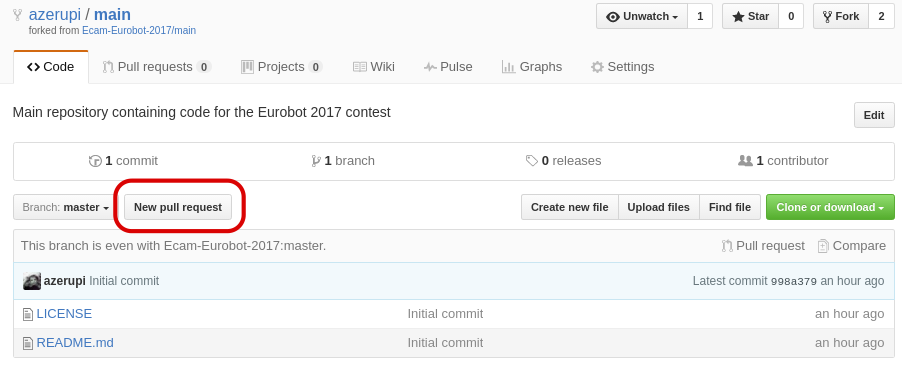 azerupi / main
Unwatch 1 Star 0 Fork 2
forked from Ecam-Eurobot-2017/main
Code Pull requests 0 Projects 0 Wiki Pulse Graphs Settings
Main repository containing code for the Eurobot 2017 contest
Edit
1 commit 1 branch 0 releases 1 contributor
Branch: master New pull request Create new file Upload files Find file Clone or download
This branch is even with Ecam-Eurobot-2017:master. Pull request Compare
azerupi Initial commit Latest commit 998a379 an hour ago
LICENSE Initial commit an hour ago
README.md Initial commit an hour ago